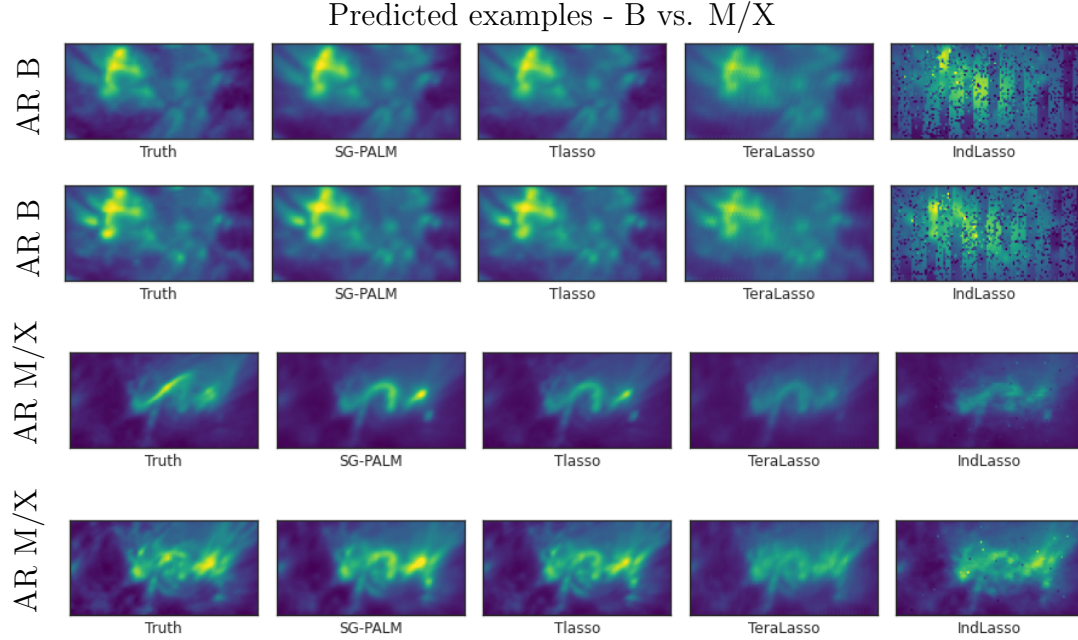 Predicted examples - B vs. M/X
AR B
Truth
SG-PALM
Tlasso
TeraLasso
IndLasso
AR B
Truth
SG-PALM
Tlasso
TeraLasso
IndLasso
AR M/X
Truth
SG-PALM
Tlasso
TeraLasso
IndLasso
AR M/X
Truth
SG-PALM
Tlasso
TeraLasso
IndLasso